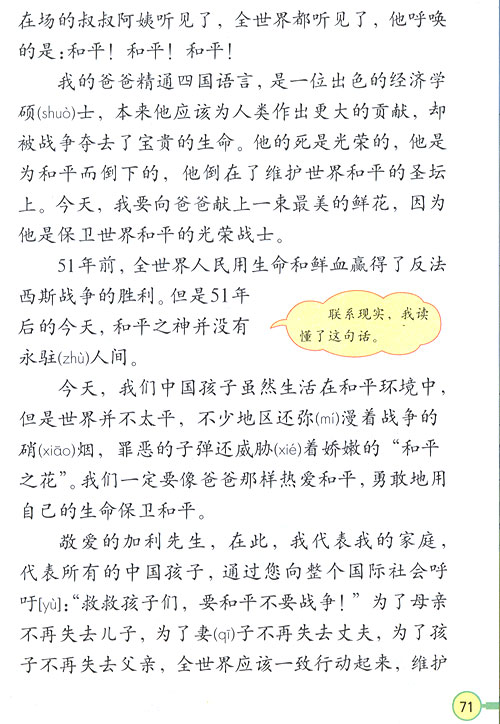 在场的叔叔阿姨听见了，全世界都听见了，他呼唤
的是：和平！和平！和平！
我的爸爸精通四国语言，是一位出色的经济学
硕(shuò)士，本来他应该为人类作出更大的贡献，却
被战争夺去了宝贵的生命。他的死是光荣的，他是
为和平而倒下的，他倒在了维护世界和平的圣坛
上。今天，我要向爸爸献上一束最美的鲜花，因为
他是保卫世界和平的光荣战士。
51年前，全世界人民用生命和鲜血赢得了反法
西斯战争的胜利。但是51年
后的今天，和平之神并没有
永驻(zhù)人间。
联系现实，我读
懂了这句话。
今天，我们中国孩子虽然生活在和平环境中，
但是世界并不太平，不少地区还弥(mí)漫着战争的
硝(xiāo)烟，罪恶的子弹还威胁(xié)着娇嫩的“和平
之花”。我们一定要像爸爸那样热爱和平，勇敢地用
自己的生命保卫和平。
敬爱的加利先生，在此，我代表我的家庭，
代表所有的中国孩子，通过您向整个国际社会呼
吁[yù]：“救救孩子们，要和平不要战争！”为了母亲
不再失去儿子，为了妻(qī)子不再失去丈夫，为了孩
子不再失去父亲，全世界应该一致行动起来，维护
71